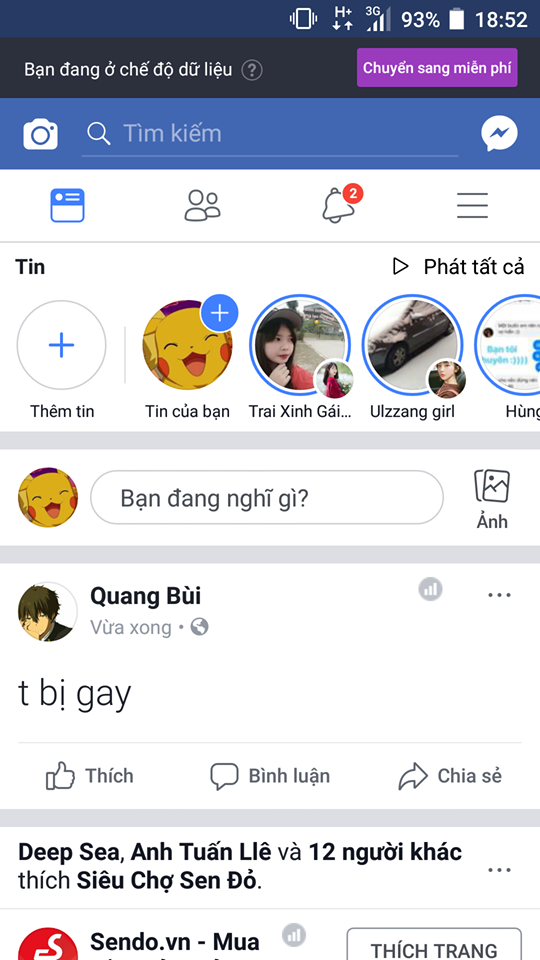 H+ 3G 93% 18:52
Bạn đang ở chế độ dữ liệu ? Chuyển sang miễn phí
Tìm kiếm
2
Tin Phát tất cả
Bạn tôi
Thêm tin Tin của bạn Trai Xinh Gái... Ulzzang girl Hùng
Bạn đang nghĩ gì?
Ảnh
Quang Bùi
Vừa xong
t bị gay
Thích Bình luận Chia sẻ
Deep Sea, Anh Tuấn Llê và 12 người khác
thích Siêu Chợ Sen Đỏ.
Sendo.vn - Mua
THÍCH TRANG